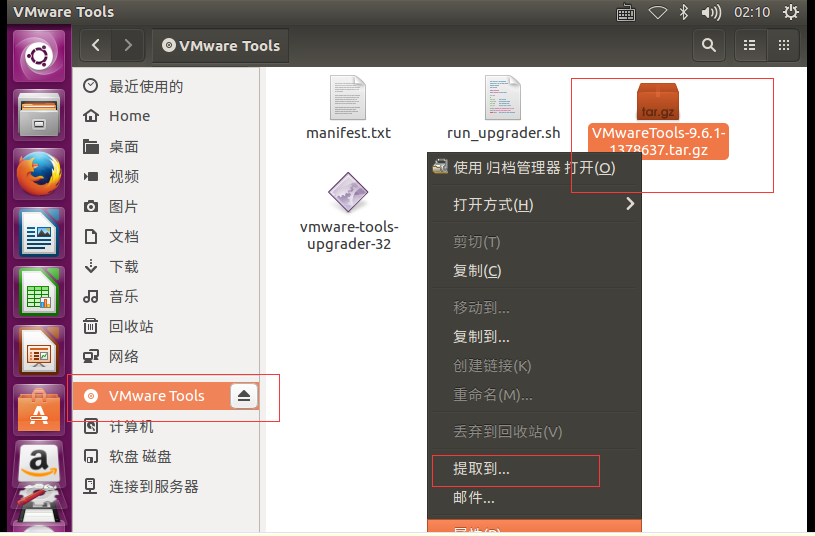 VMware Tools
02:10
VMware Tools
最近使用的
Home
桌面
视频
图片
文档
下载
音乐
回收站
网络
VMware Tools
计算机
软盘 磁盘
连接到服务器
manifest.txt
run_upgrader.sh
tar.gz
VMwareTools-9.6.1-
1378637.tar.gz
vmware-tools-
upgrader-32
使用 归档管理器 打开(O)
打开方式(H)
剪切(T)
复制(C)
移动到...
复制到...
创建链接(K)
重命名(M)...
丢弃到回收站(V)
提取到...
邮件...